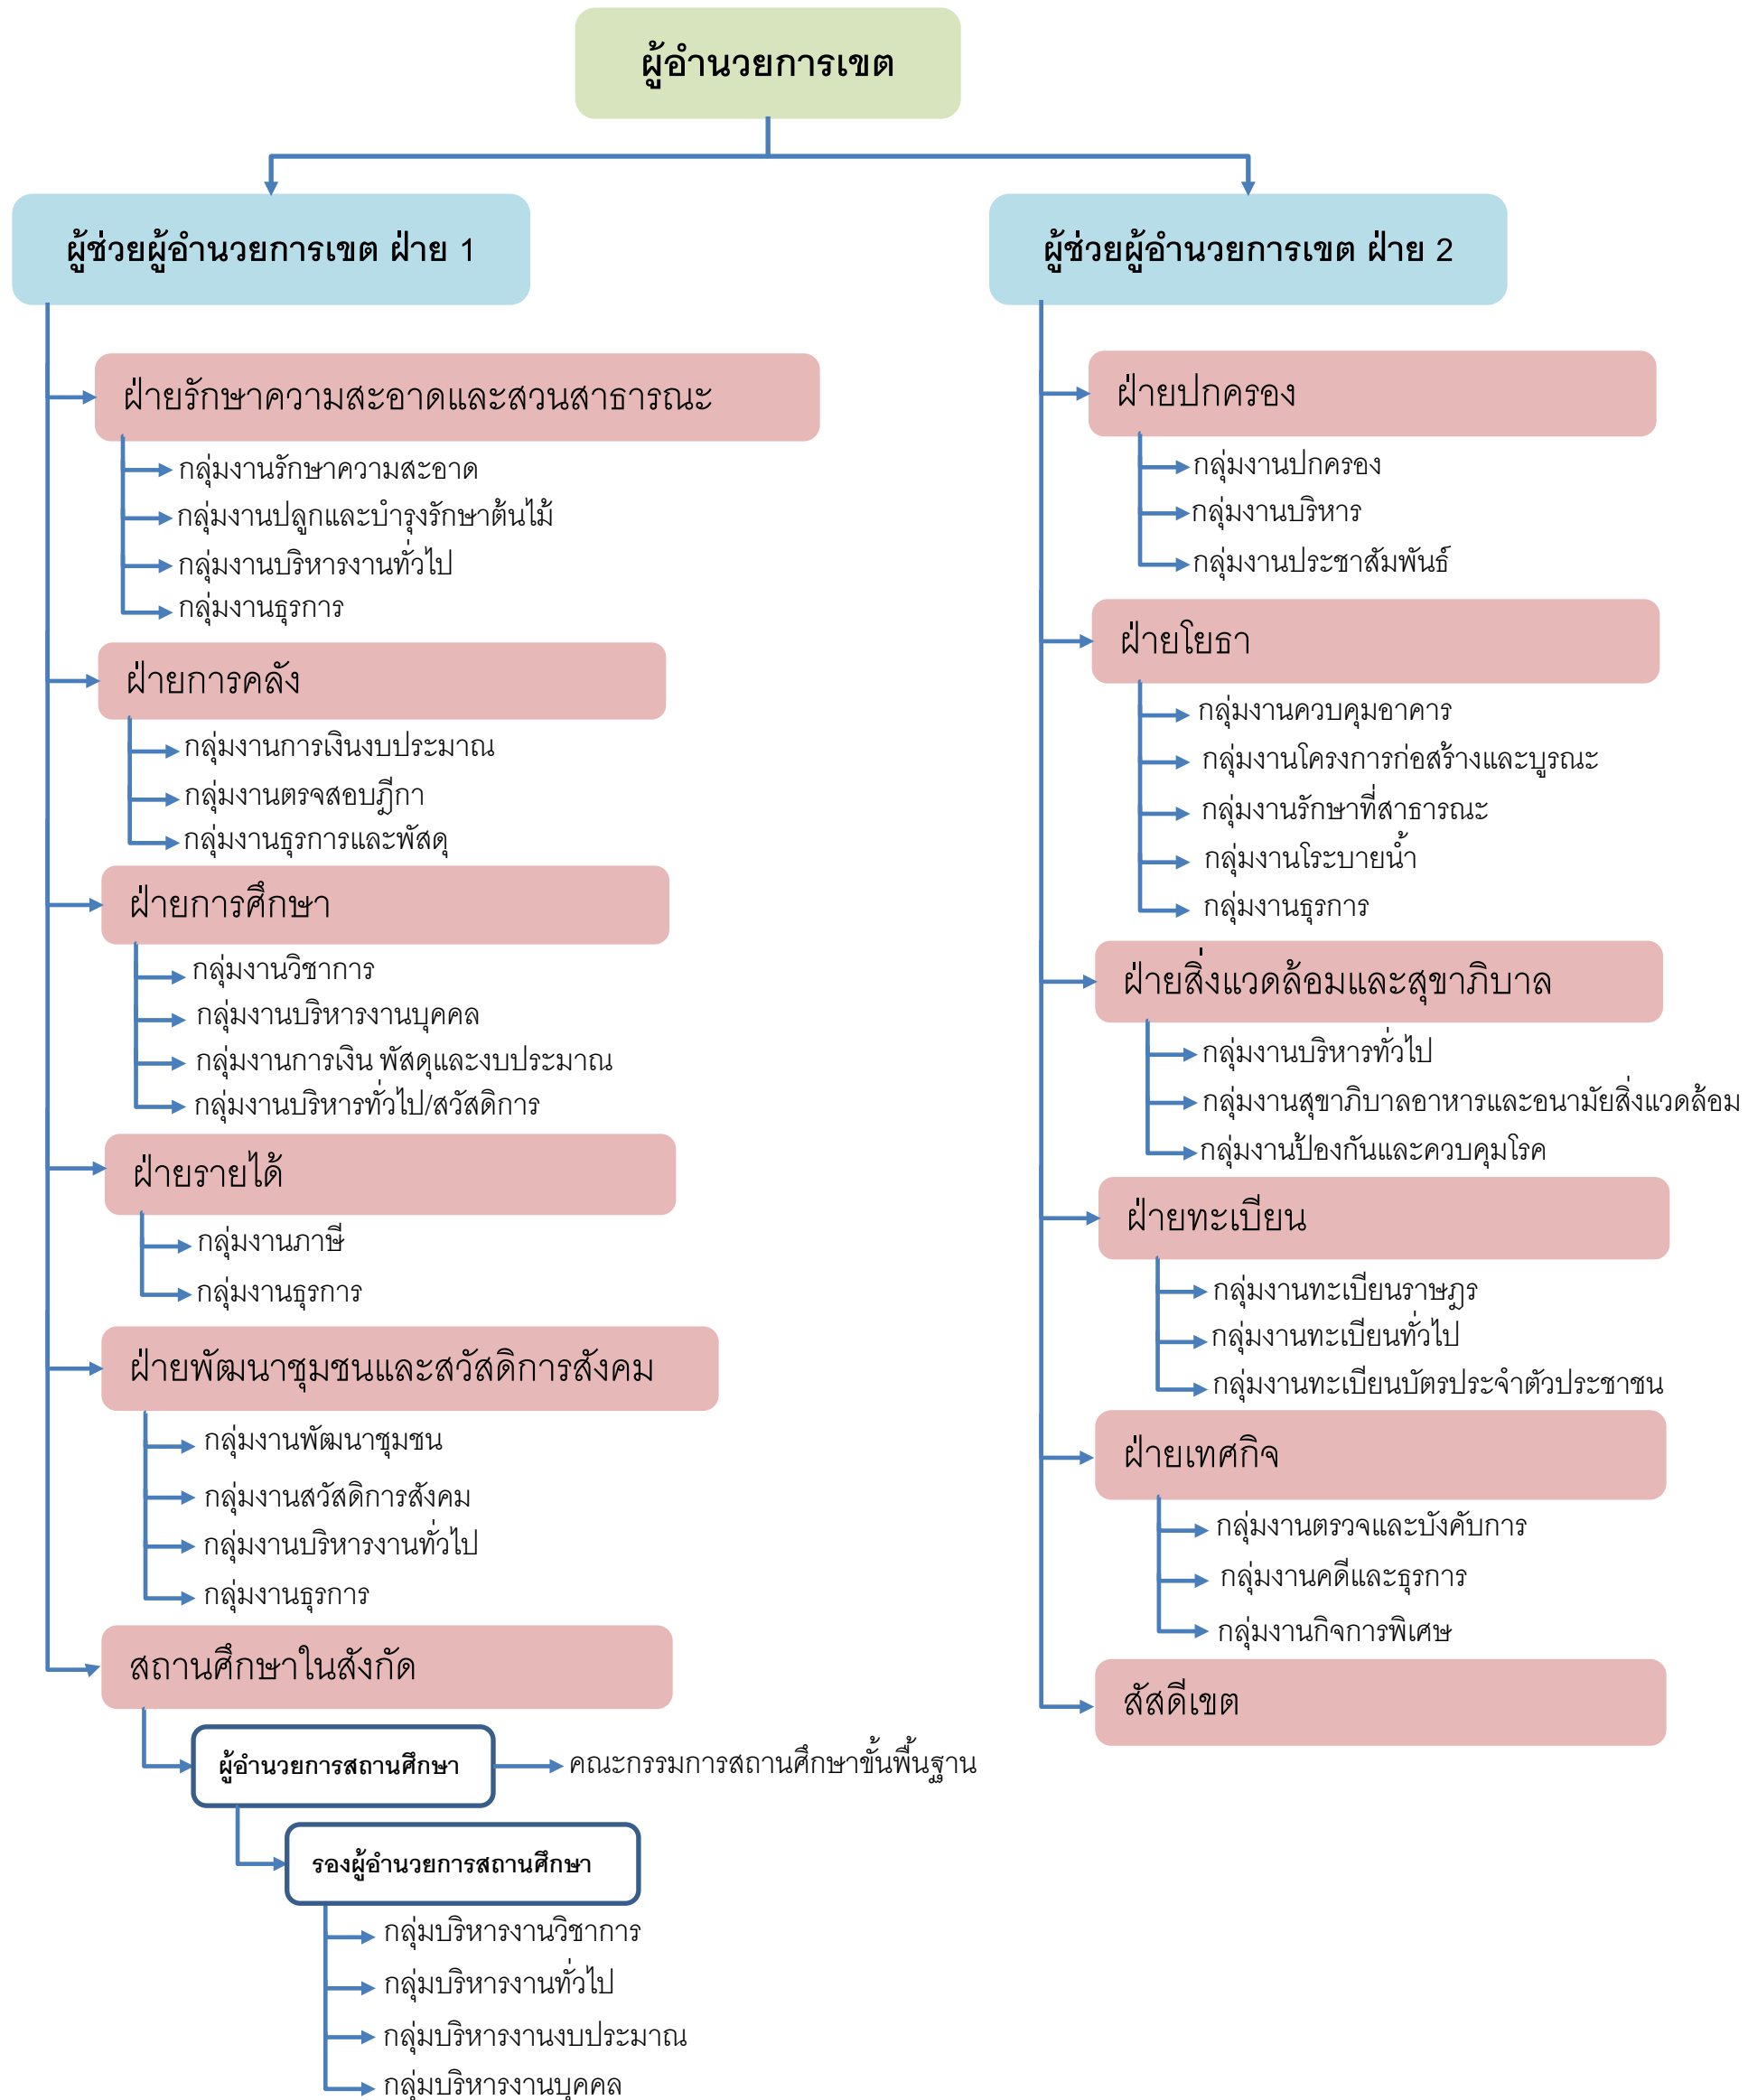 ผู้อำนวยการเขต
ผู้ช่วยผู้อำนวยการเขต ฝ่าย 1
ฝ่ายรักษาความสะอาดและสวนสาธารณะ
กลุ่มงานรักษาความสะอาด
กลุ่มงานปลูกและบำรุงรักษาต้นไม้
กลุ่มงานบริหารงานทั่วไป
กลุ่มงานธุรการ
ฝ่ายการคลัง
กลุ่มงานการเงินงบประมาณ
กลุ่มงานตรจสอบฎีกา
กลุ่มงานธุรการและพัสดุ
ฝ่ายการศึกษา
กลุ่มงานวิชาการ
กลุ่มงานบริหารงานบุคคล
กลุ่มงานการเงิน พัสดุและงบประมาณ
กลุ่มงานบริหารทั่วไป/สวัสดิการ
ฝ่ายรายได้
กลุ่มงานภาษี
กลุ่มงานธุรการ
ฝ่ายพัฒนาชุมชนและสวัสดิการสังคม
กลุ่มงานพัฒนาชุมชน
กลุ่มงานสวัสดิการสังคม
กลุ่มงานบริหารงานทั่วไป
กลุ่มงานธุรการ
สถานศึกษาในสังกัด
ผู้อำนวยการสถานศึกษา
คณะกรรมการสถานศึกษาขั้นพื้นฐาน
รองผู้อำนวยการสถานศึกษา
กลุ่มบริหารงานวิชาการ
กลุ่มบริหารงานทั่วไป
กลุ่มบริหารงานงบประมาณ
กลุ่มบริหารงานบุคคล
ผู้ช่วยผู้อำนวยการเขต ฝ่าย 2
ฝ่ายปกครอง
กลุ่มงานปกครอง
กลุ่มงานบริหาร
กลุ่มงานประชาสัมพันธ์
ฝ่ายโยธา
กลุ่มงานควบคุมอาคาร
กลุ่มงานโครงการก่อสร้างและบูรณะ
กลุ่มงานรักษาที่สาธารณะ
กลุ่มงานโระบายน้ำ
กลุ่มงานธุรการ
ฝ่ายสิ่งแวดล้อมและสุขาภิบาล
กลุ่มงานบริหารทั่วไป
กลุ่มงานสุขาภิบาลอาหารและอนามัยสิ่งแวดล้อม
กลุ่มงานป้องกันและควบคุมโรค
ฝ่ายทะเบียน
กลุ่มงานทะเบียนราษฎร
กลุ่มงานทะเบียนทั่วไป
กลุ่มงานทะเบียนบัตรประจำตัวประชาชน
ฝ่ายเทศกิจ
กลุ่มงานตรวจและบังคับการ
กลุ่มงานคดีและธุรการ
กลุ่มงานกิจการพิเศษ
สัสดีเขต